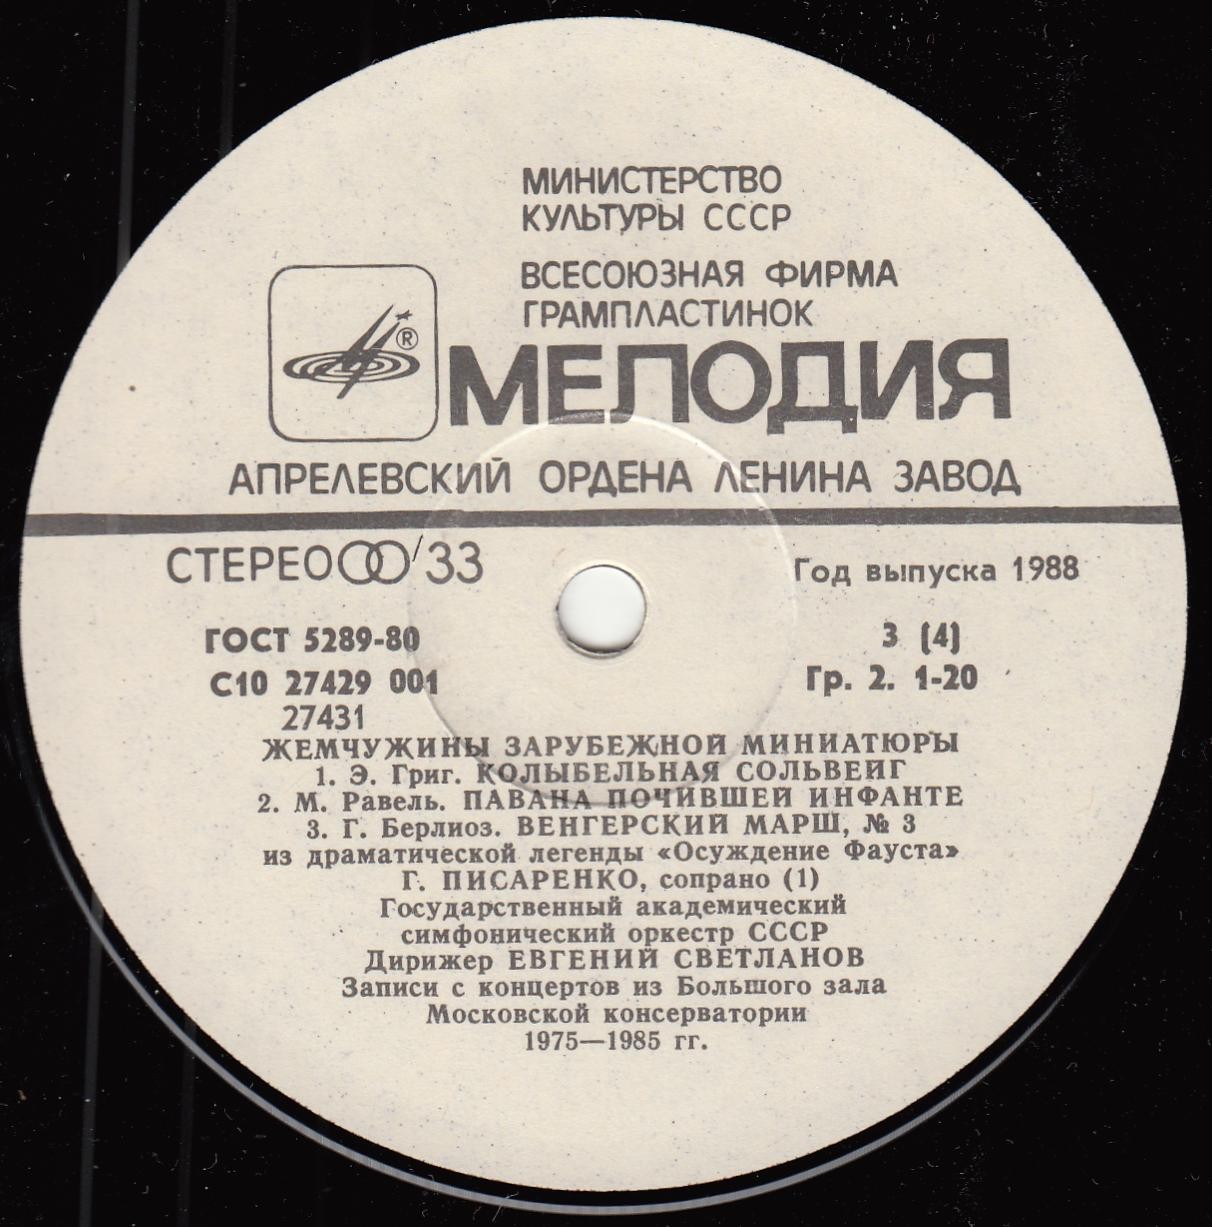 МИНИСТЕРСТВО
КУЛЬТУРЫ СССР
ВСЕСОЮЗНАЯ ФИРМА
ГРАМПЛАСТИНОК
®
МЕЛОДИЯ
АПРЕЛЕВСКИЙ ОРДЕНА ЛЕНИНА ЗАВОД
СТЕРЕО 33
Год выпуска 1988
ГОСТ 5289-80
3 (4)
С10 27429 001
Гр. 2. 1-20
27431
ЖЕМЧУЖИНЫ ЗАРУБЕЖНОЙ МИНИАТЮРЫ
1. Э. Григ. КОЛЫБЕЛЬНАЯ СОЛЬВЕЙГ
2. М. Равель. ПАВАНА ПОЧИВШЕЙ ИНФАНТЕ
3. Г. Берлиоз. ВЕНГЕРСКИЙ МАРШ, № 3
из драматической легенды «Осуждение Фауста»
Г. ПИСАРЕНКО, сопрано (1)
Государственный академический
симфонический оркестр СССР
Дирижер ЕВГЕНИЙ СВЕТЛАНОВ
Записи с концертов из Большого зала
Московской консерватории
1975—1985 гг.